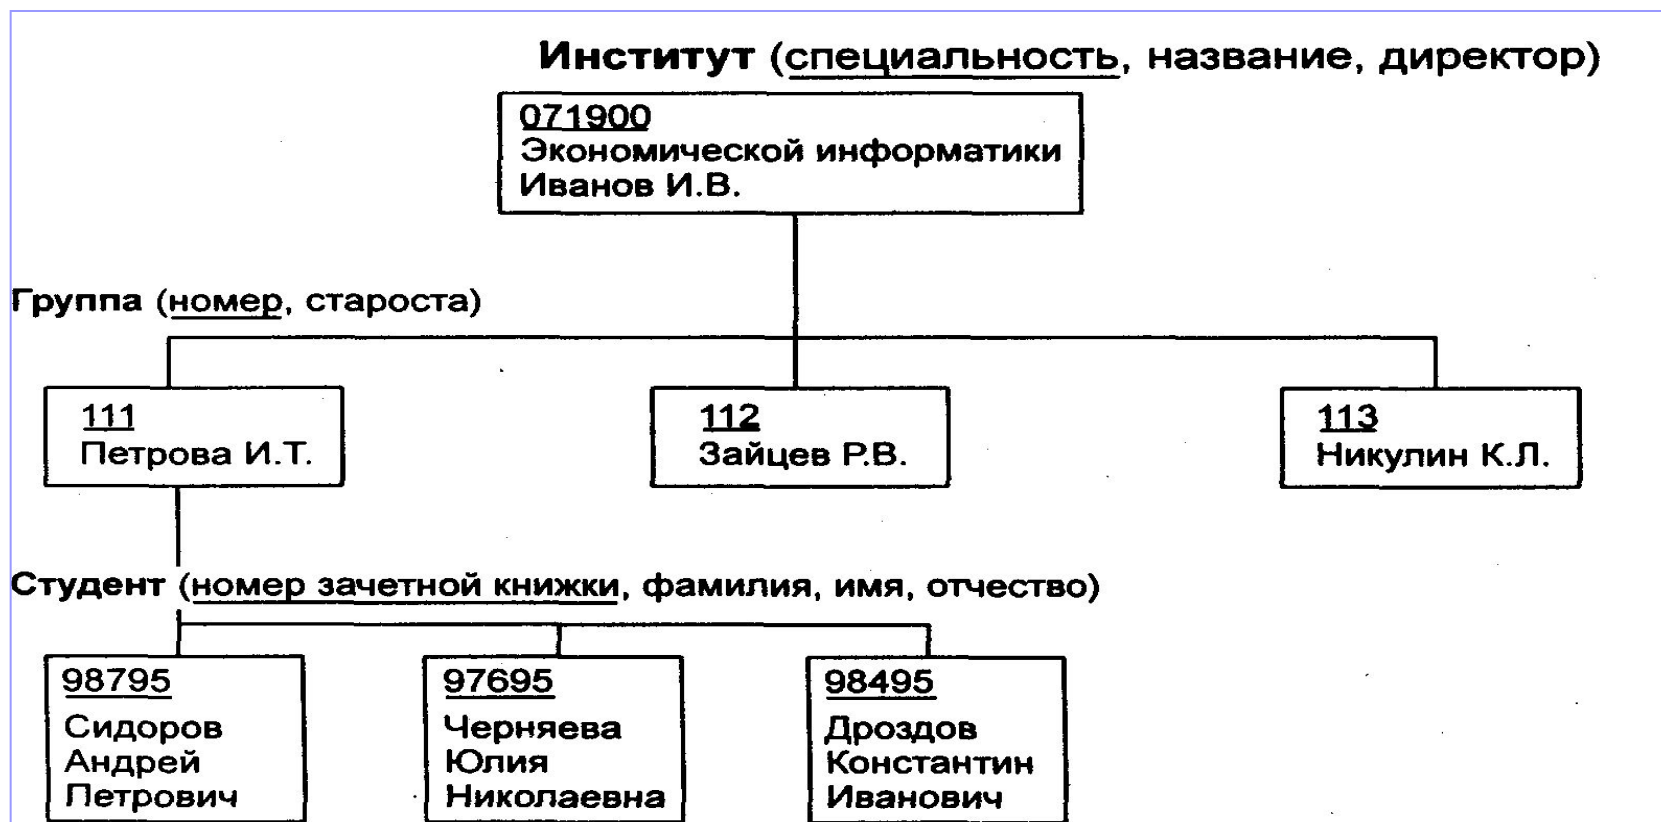 Институт (специальность, название, директор)
071900
Экономической информатики
Иванов И.В.
Группа (номер, староста)
111
Петрова И.Т.
112
Зайцев Р.В.
113
Никулин К.Л.
Студент (номер зачетной книжки, фамилия, имя, отчество)
98795
Сидоров
Андрей
Петрович
97695
Черняева
Юлия
Николаевна
98495
Дроздов
Константин
Иванович